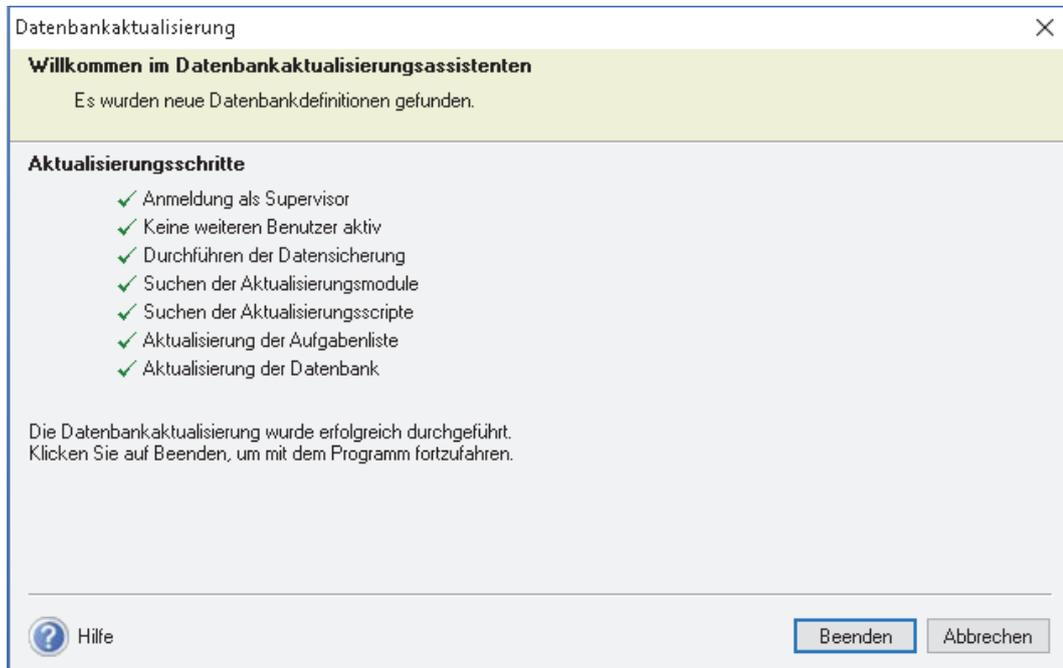 Datenbankaktualisierung
Willkommen im Datenbankaktualisierungsassistenten
Es wurden neue Datenbankdefinitionen gefunden.
Aktualisierungsschritte
Anmeldung als Supervisor
Keine weiteren Benutzer aktiv
Durchführen der Datensicherung
Suchen der Aktualisierungsmodule
Suchen der Aktualisierungsscripte
Aktualisierung der Aufgabenliste
Aktualisierung der Datenbank
Die Datenbankaktualisierung wurde erfolgreich durchgeführt.
Klicken Sie auf Beenden, um mit dem Programm fortzufahren.
? Hilfe
Beenden
Abbrechen